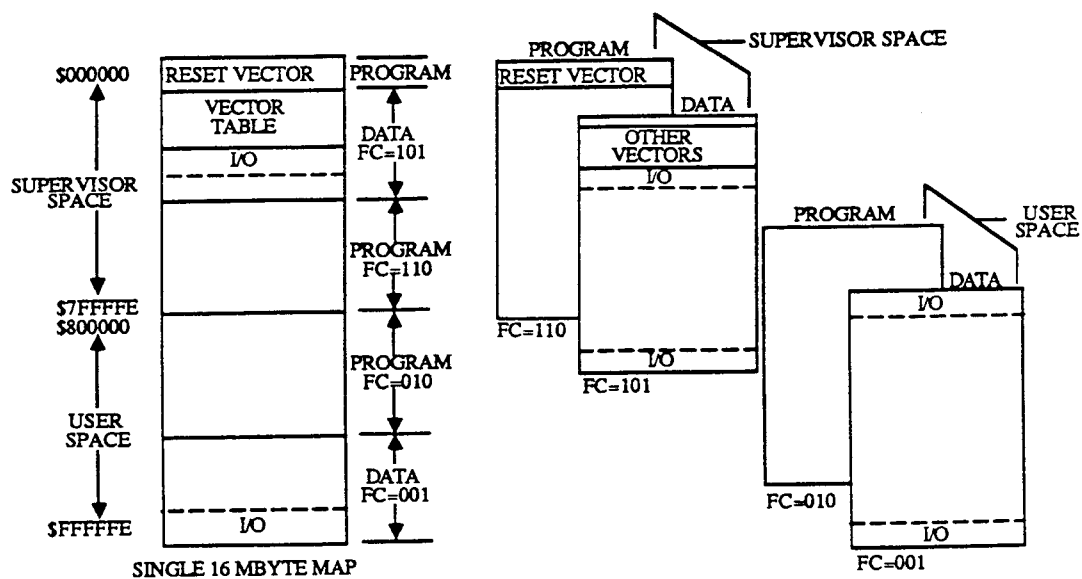 $000000
RESET VECTOR
PROGRAM
VECTOR
TABLE
DATA
FC=101
I/O
SUPERVISOR
SPACE
PROGRAM
FC=110
$7FFFFE
$800000
PROGRAM
FC=010
USER
SPACE
DATA
FC=001
$FFFFFE
I/O
SINGLE 16 MBYTE MAP
SUPERVISOR SPACE
PROGRAM
RESET VECTOR
DATA
OTHER
VECTORS
I/O
FC=110
I/O
FC=101
USER
SPACE
PROGRAM
DATA
I/O
FC=010
I/O
FC=001